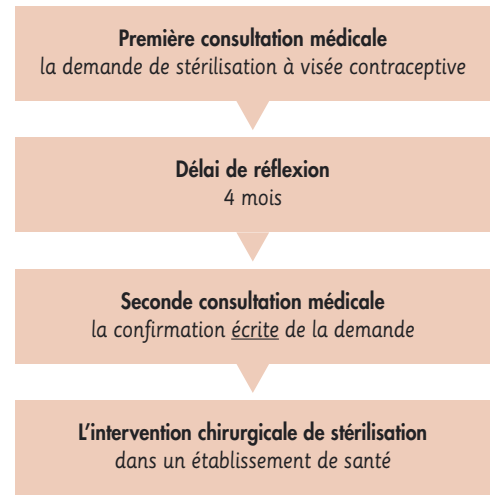 Première consultation médicale
la demande de stérilisation à visée contraceptive
Délai de réflexion
4 mois
Seconde consultation médicale
la confirmation écrite de la demande
L'intervention chirurgicale de stérilisation
dans un établissement de santé